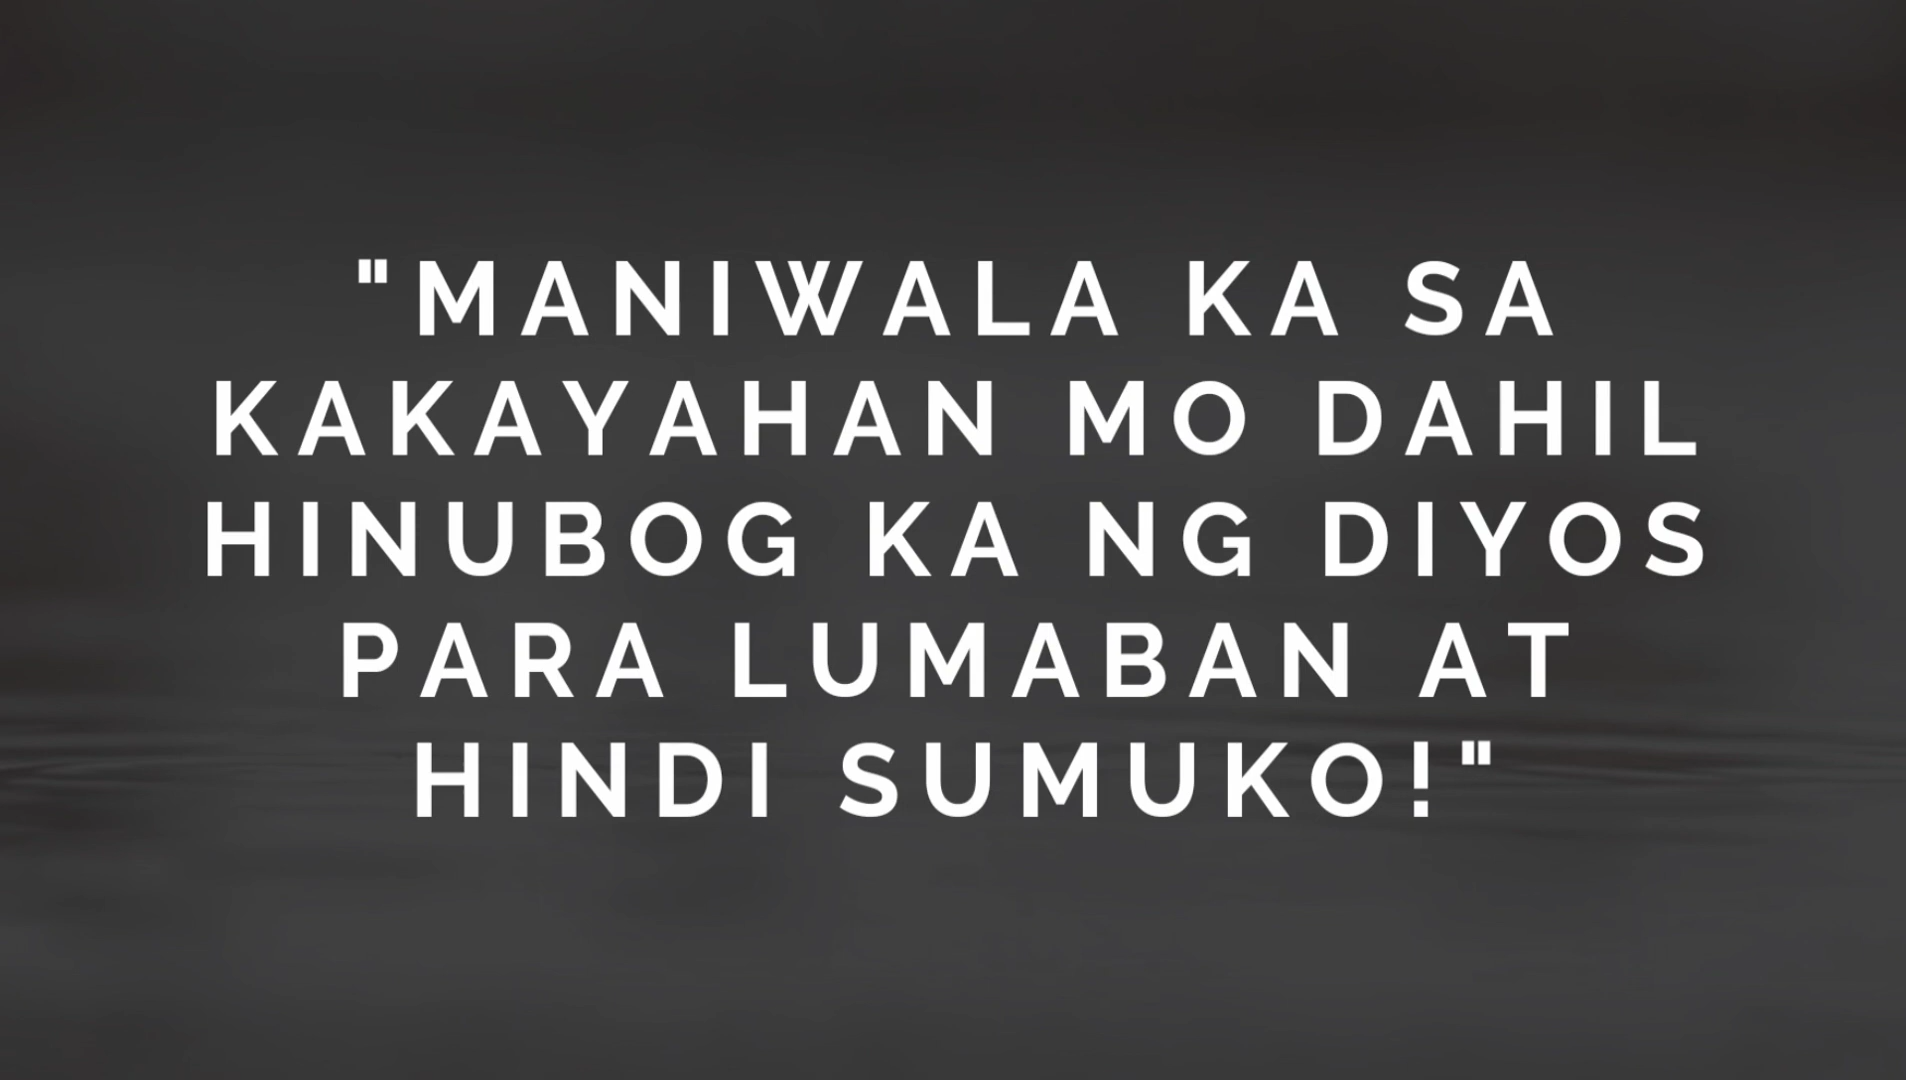 "MANIWALA KA SA
KAKAYAHAN MO DAHIL
HINUBOG KA NG DIYOS
PARA LUMABAN AT
HINDI SUMUKO!"